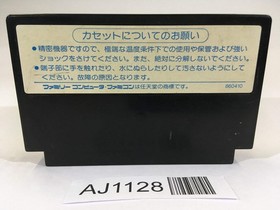 カセットについてのお願い
●精密機器ですので、極端な温度条件下での使用や保管および強い
ショックをさけてください。また、絶対に分解しないでください。
●端子部に手を触れたり、水にぬらしたりして汚さないようにして
ください。故障の原因となります。
ファミリーコンピュータ・ファミコンは任天堂の商標です。
860410
AJ1128